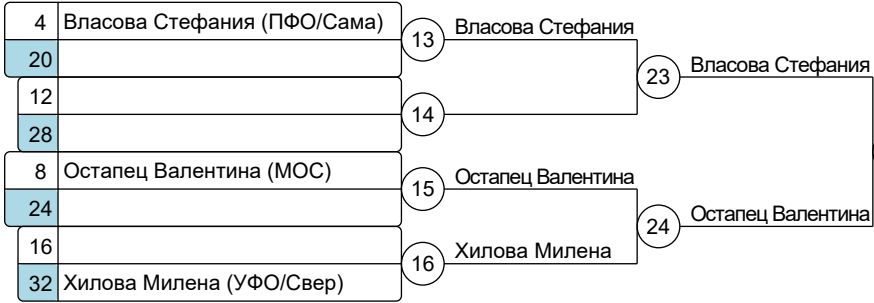 4 Власова Стефания (ПФО/Сама)
20
13 Власова Стефания
12
28
14
23 Власова Стефания
8 Остапец Валентина (МОС)
24
15 Остапец Валентина
16
32 Хилова Милена (УФО/Свер)
16 Хилова Милена
24 Остапец Валентина